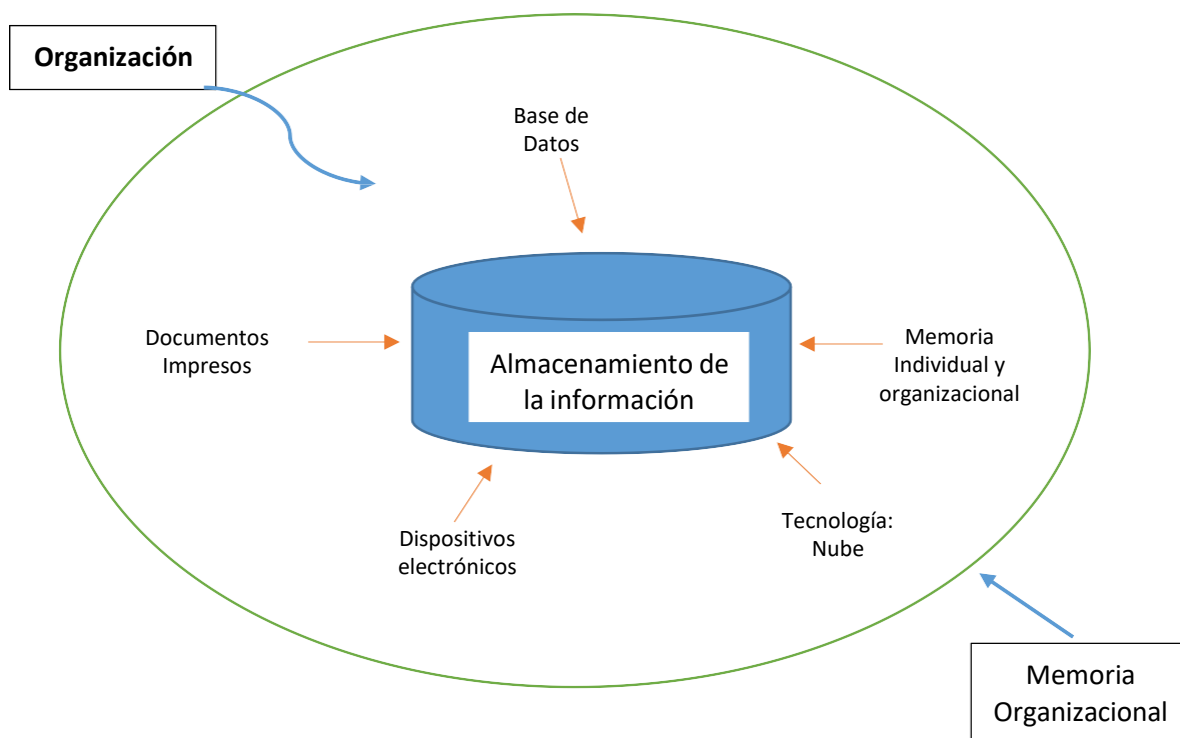 Organización
Base de
Datos
Documentos
Impresos
Almacenamiento de
la información
Memoria
Individual y
organizacional
Dispositivos
electrónicos
Tecnología:
Nube
Memoria
Organizacional